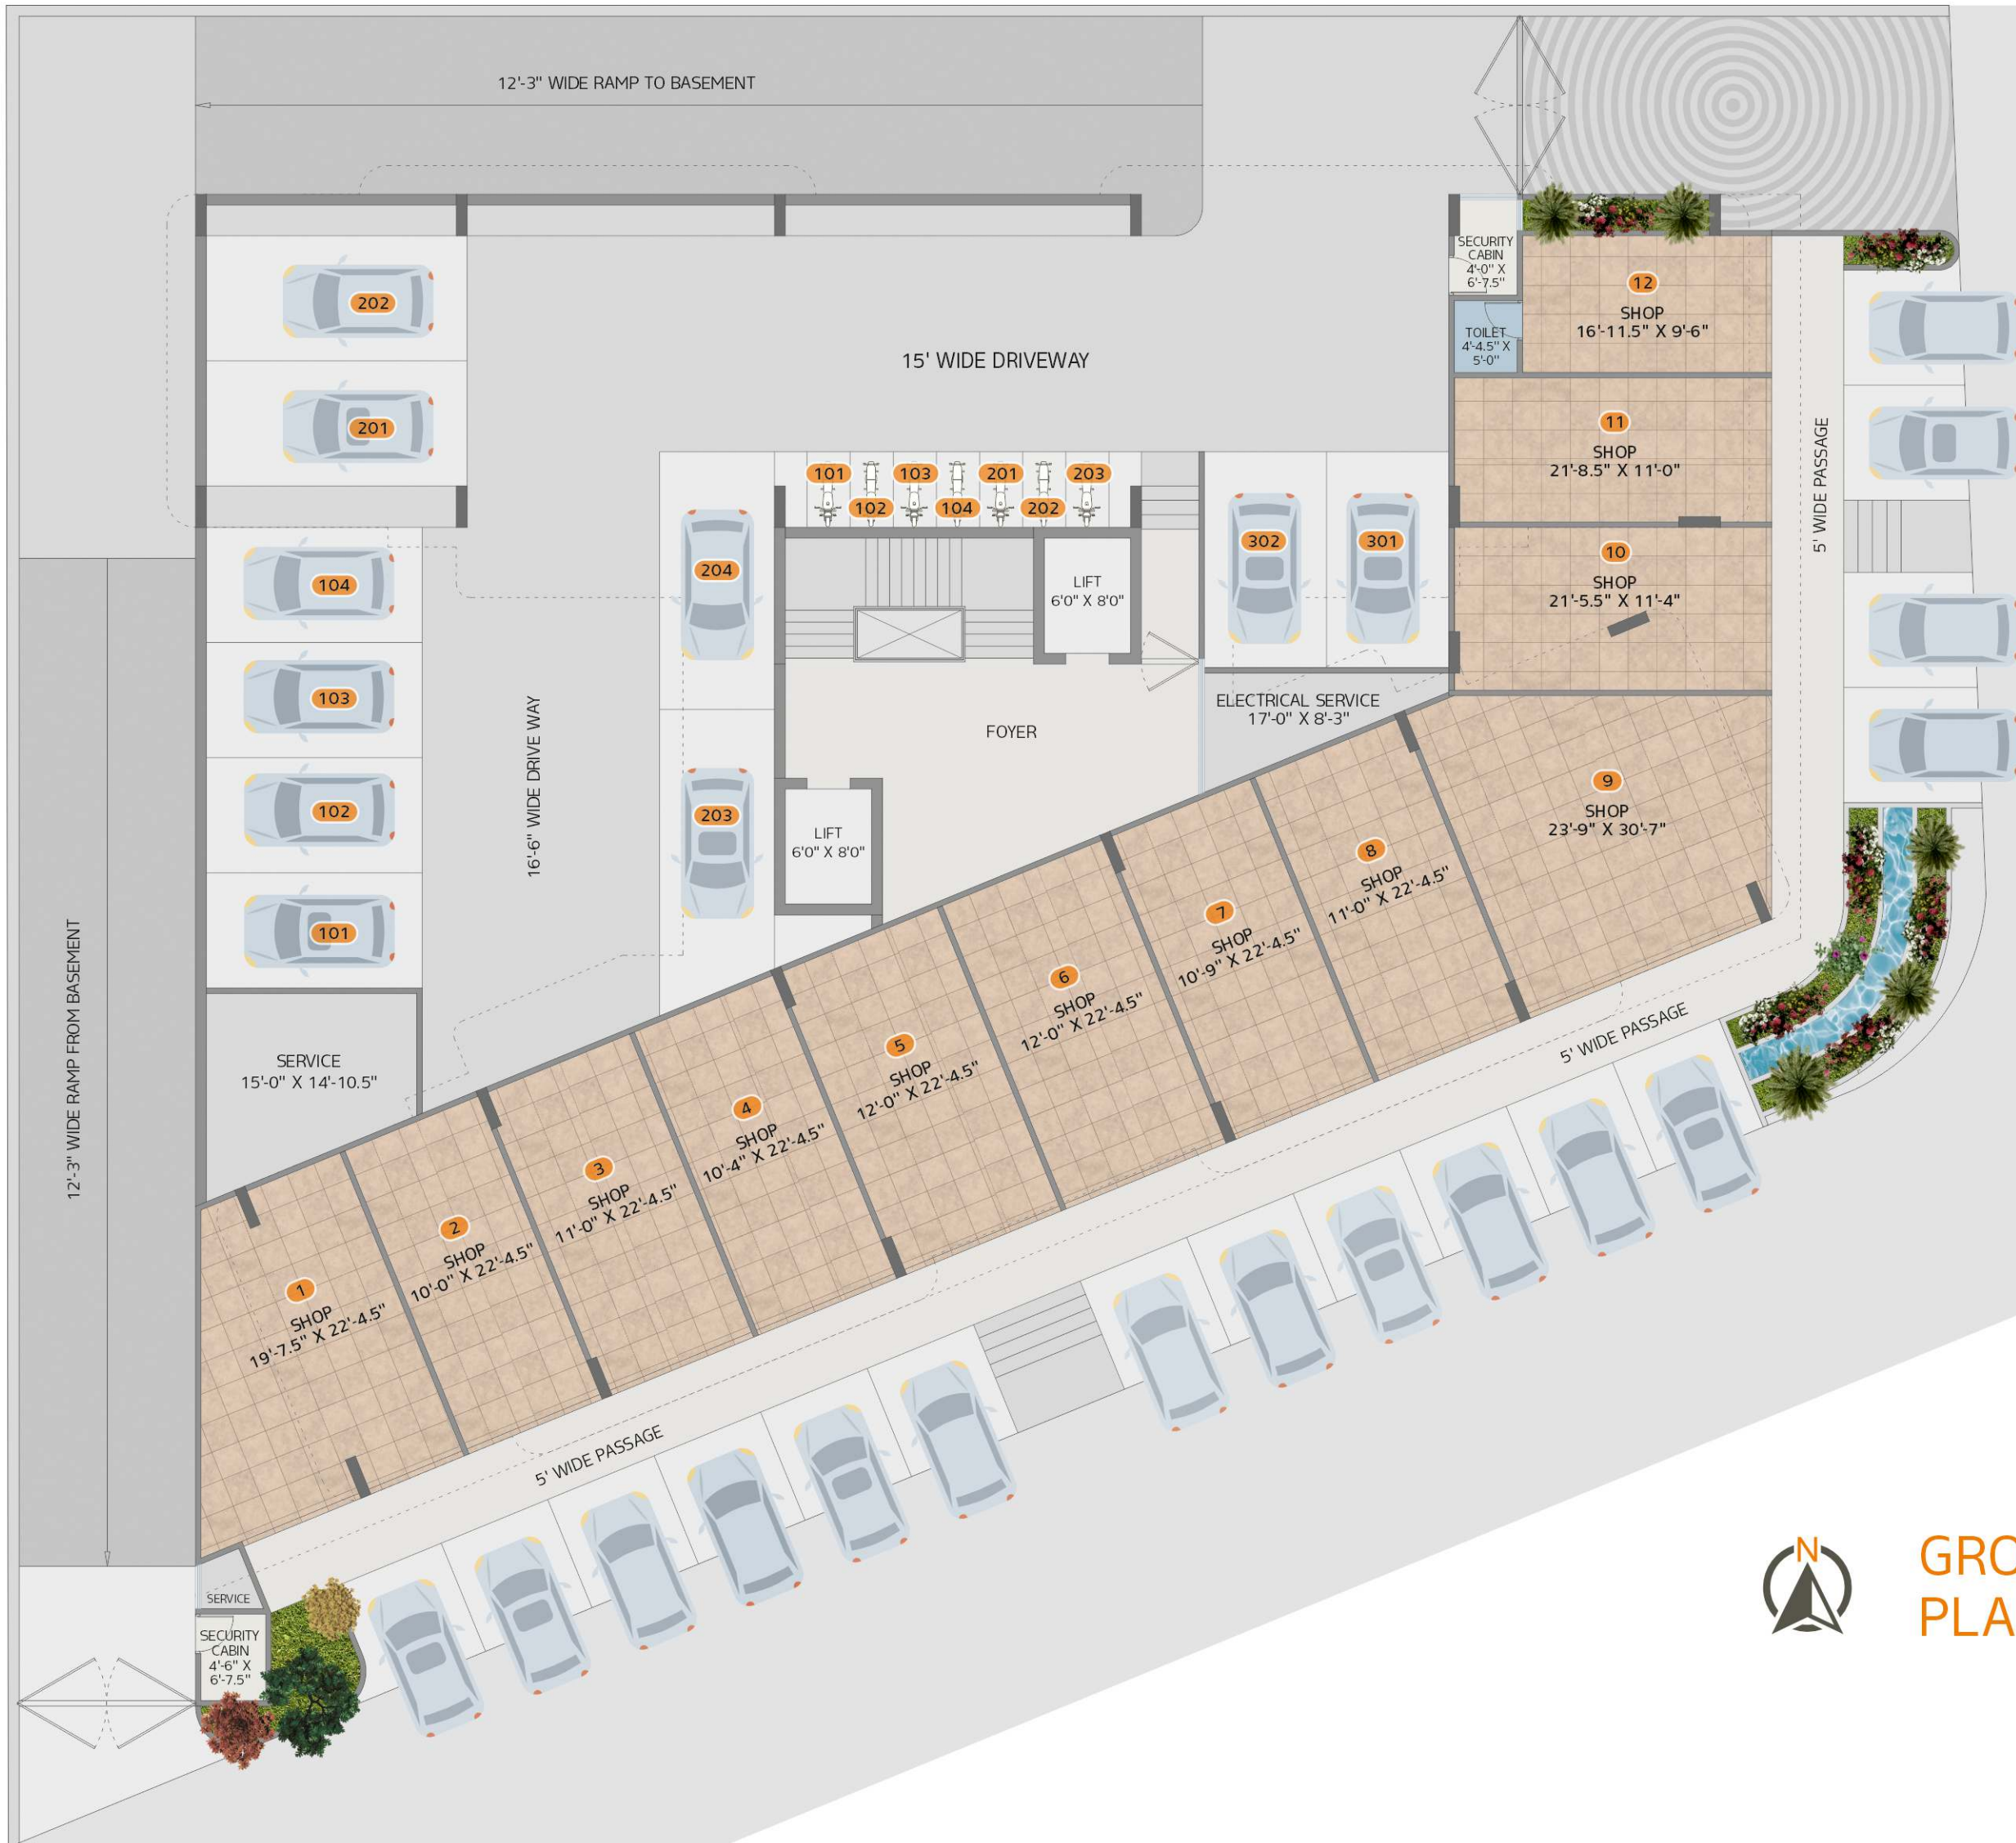 12'-3" WIDE RAMP TO BASEMENT
SECURITY
CABIN
4'-0" X
6'-7.5"
12
SHOP
16'-11.5" X 9'-6"
TOILET
4'-4.5" X
5'-0"
202
15' WIDE DRIVEWAY
201
11
SHOP
21'-8.5" X 11'-0"
5' WIDE PASSAGE
101
103
201
203
102
104
202
302
301
204
LIFT
6'0" X 8'0"
10
SHOP
21'-5.5" X 11'-4"
104
103
102
101
16'-6" WIDE DRIVE WAY
FOYER
ELECTRICAL SERVICE
17'-0" X 8'-3"
203
LIFT
6'0" X 8'0"
9
SHOP
23'-9" X 30'-7"
8
SHOP
11'-0" X 22'-4.5"
7
SHOP
10'-9" X 22'-4.5"
6
SHOP
12'-0" X 22'-4.5"
5
SHOP
12'-0" X 22'-4.5"
4
SHOP
10'-4" X 22'-4.5"
3
SHOP
11'-0" X 22'-4.5"
2
SHOP
10'-0" X 22'-4.5"
1
SHOP
19'-7.5" X 22'-4.5"
SERVICE
15'-0" X 14'-10.5"
12'-3" WIDE RAMP FROM BASEMENT
5' WIDE PASSAGE
5' WIDE PASSAGE
SERVICE
SECURITY
CABIN
4'-6" X
6'-7.5"
N
GRO
PLA